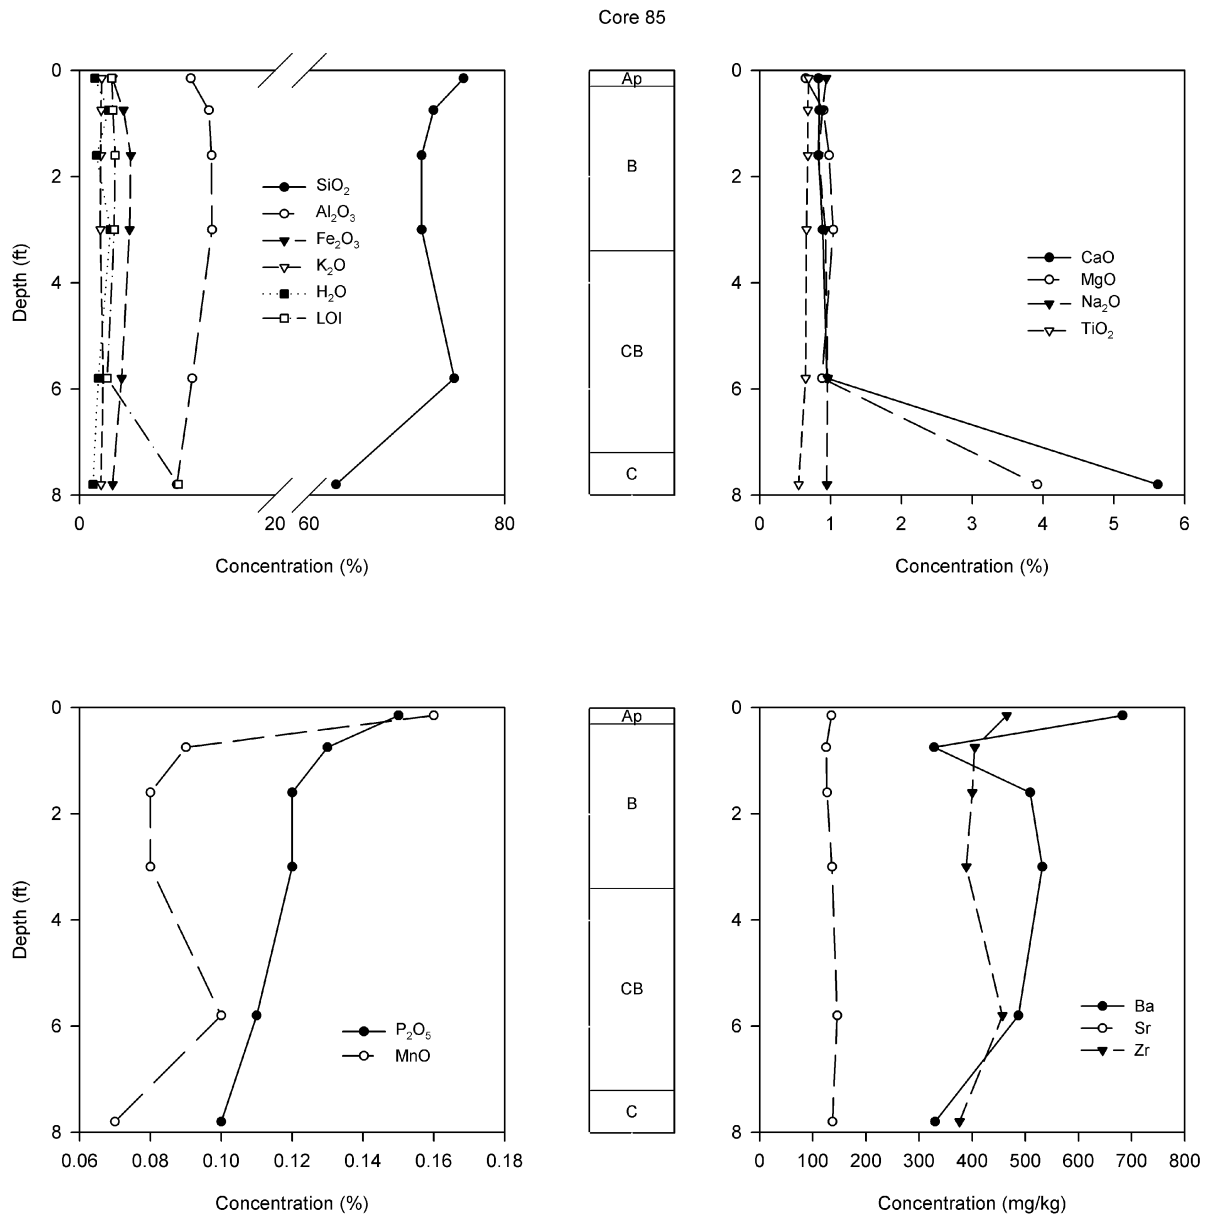 Core 85
0
2
4
6
8
Depth (ft)
0 20 60 80
Concentration (%)
SiO₂
Al₂O₃
Fe₂O₃
K₂O
H₂O
LOI
Ap
B
CB
C
0
2
4
6
8
0 1 2 3 4 5 6
Concentration (%)
CaO
MgO
Na₂O
TiO₂
0
2
4
6
8
Depth (ft)
0.06 0.08 0.10 0.12 0.14 0.16 0.18
Concentration (%)
P₂O₅
MnO
Ap
B
CB
C
0
2
4
6
8
0 100 200 300 400 500 600 700 800
Concentration (mg/kg)
Ba
Sr
Zr